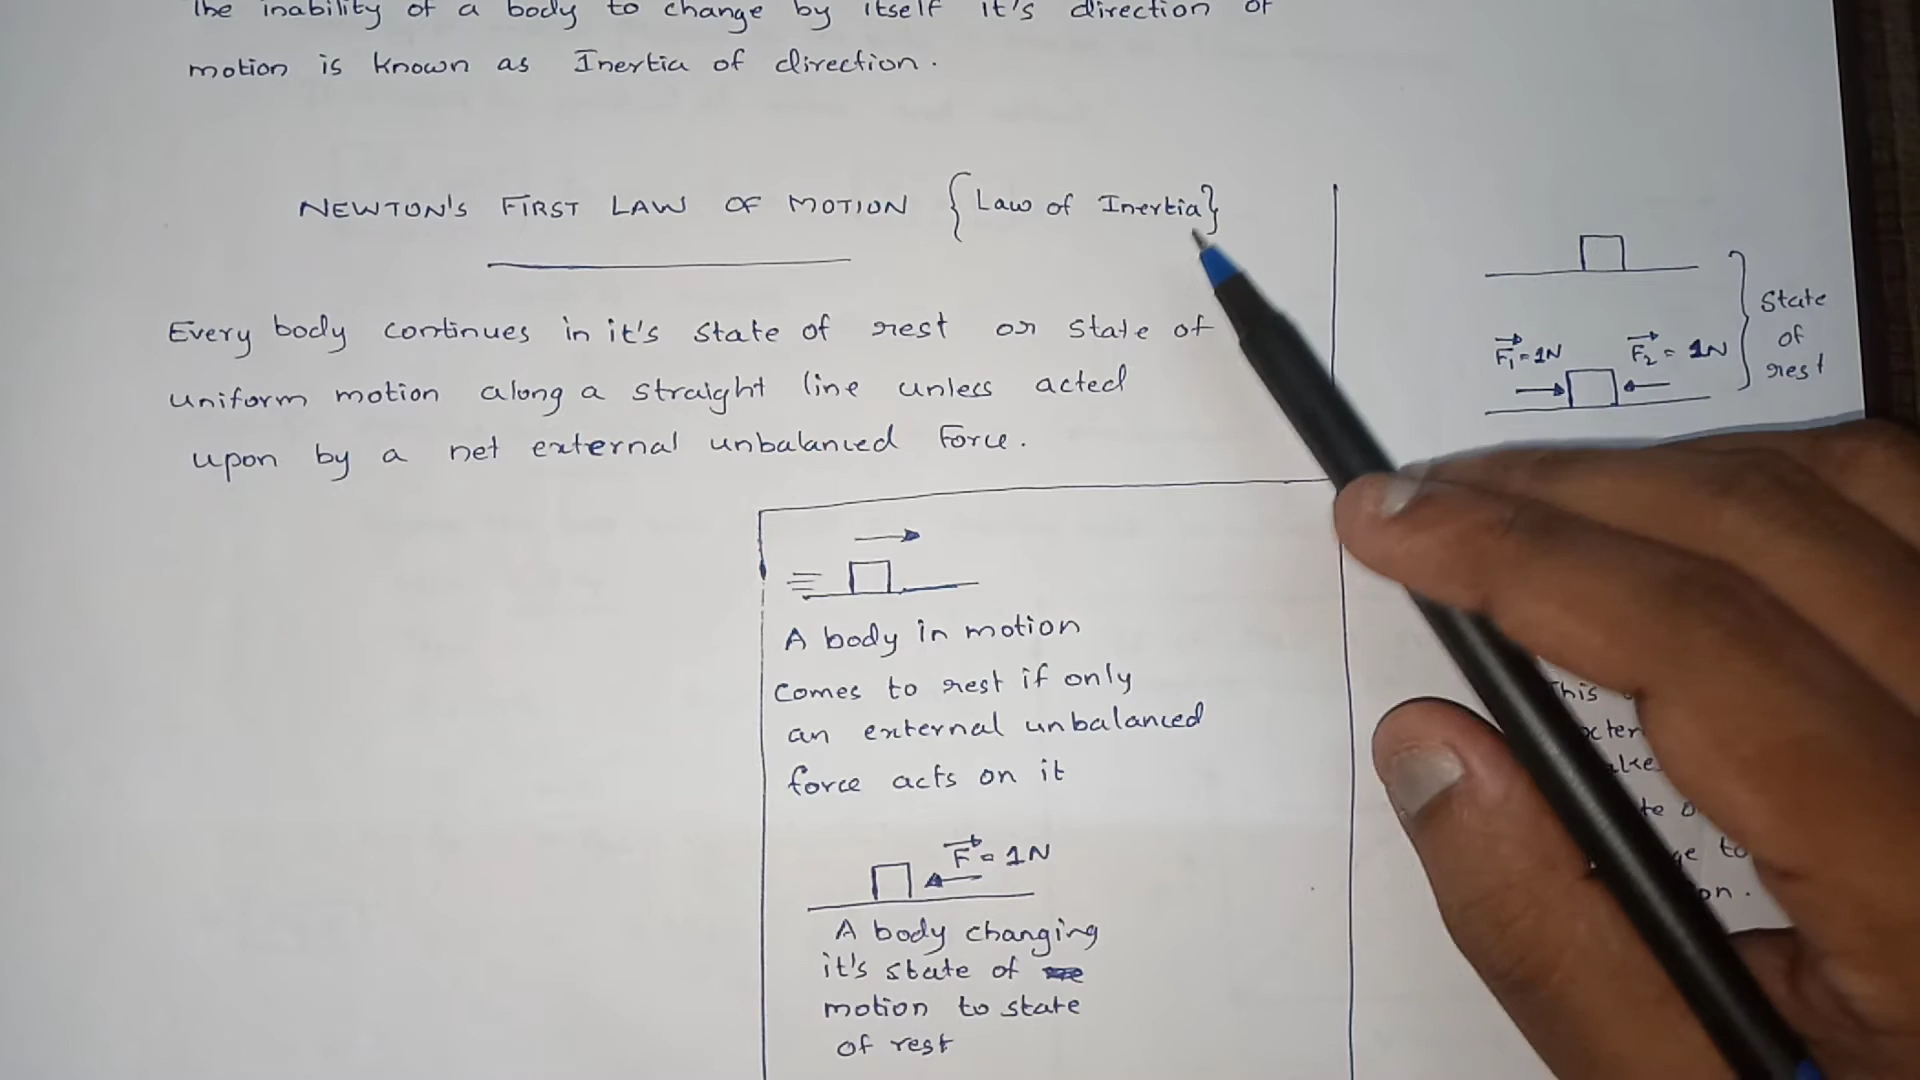 The inability of a body to change by itself it's direction of
motion is known as Inertia of direction.
NEWTON'S FIRST LAW OF MOTION {Law of Inertia}
Every body continues in it's state of rest or state of
uniform motion along a straight line unless acted
upon by a net external unbalanced Force.
A body in motion
comes to rest if only
an external unbalanced
force acts on it
F = 1N
A body changing
it's state of
motion to state
of rest
F1 = 1N
F2 = 1N
State
of
rest
This
te
to